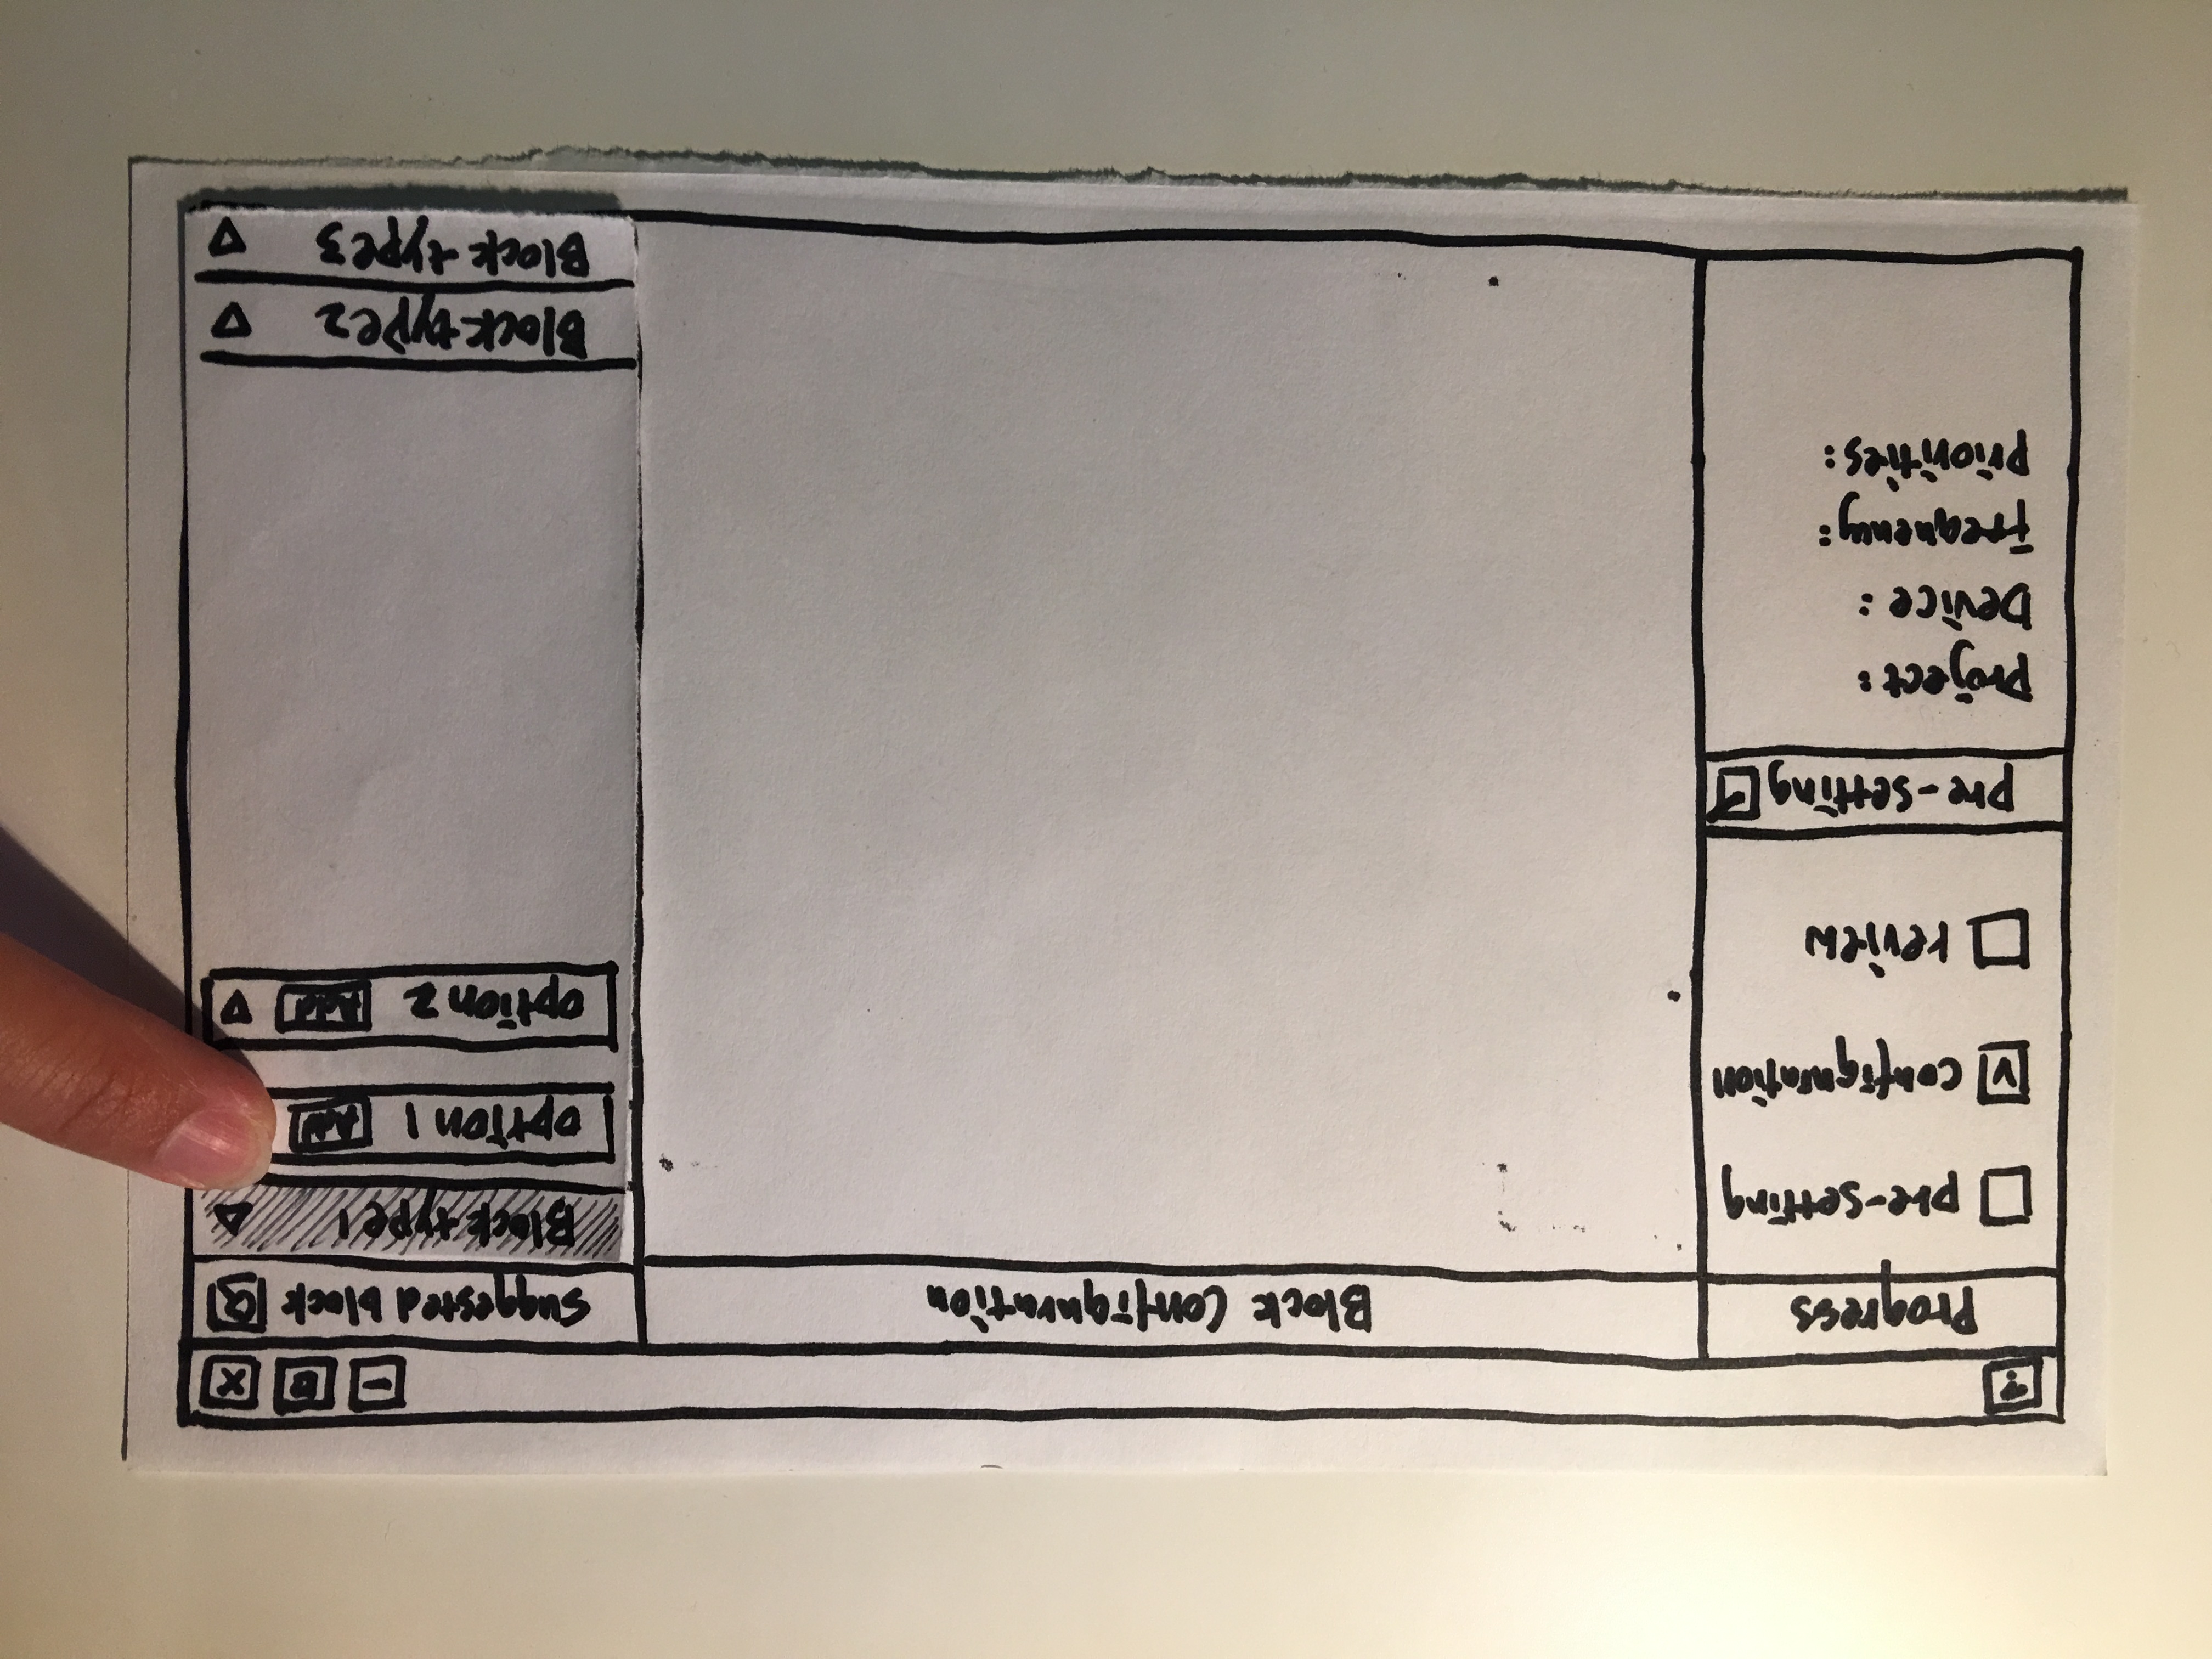 ?
Progress
pre-setting
v configuration
review
pre-setting
Project:
Device:
Frequency:
Priorities:
Block Configuration
Suggested block
Block type 1
option 1 Add
option 2 Add
Block type 2
Block type 3